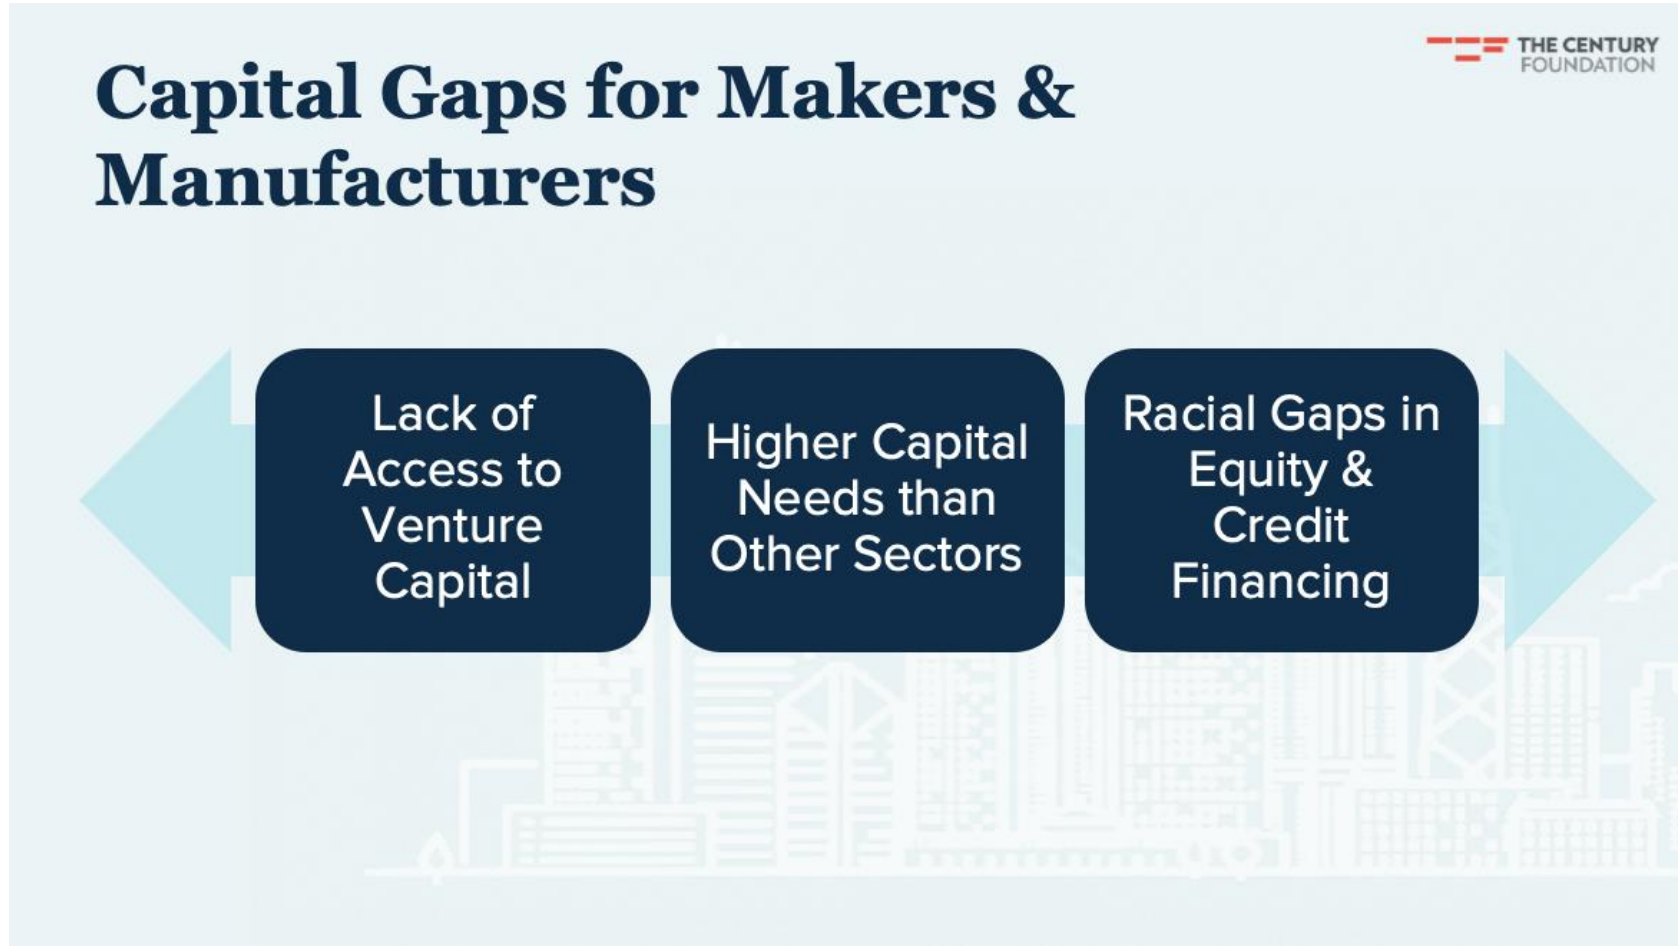 THE CENTURY
FOUNDATION
Capital Gaps for Makers &
Manufacturers
Lack of
Access to
Venture
Capital
Higher Capital
Needs than
Other Sectors
Racial Gaps in
Equity &
Credit
Financing